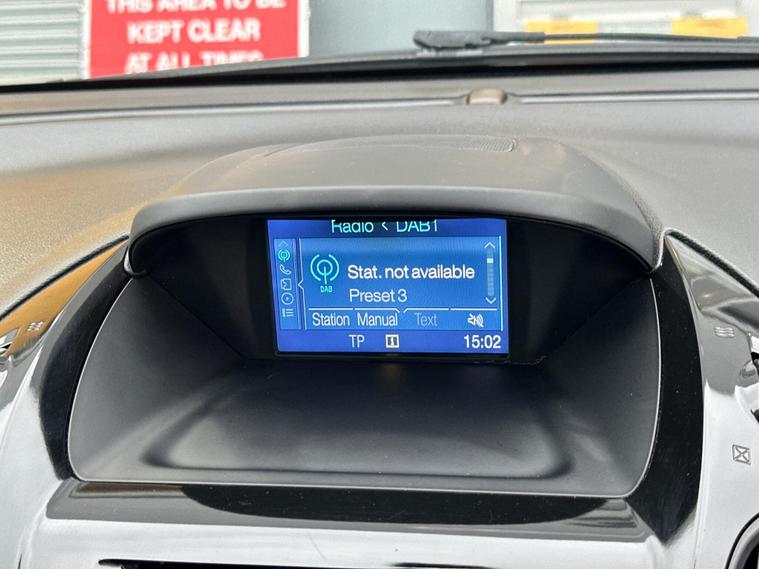 THIS AREA TO BE
KEPT CLEAR
AT ALL TIMES
Radio < DAB1
DAB
Stat. not available
Preset 3
Station Manual Text
TP 15:02